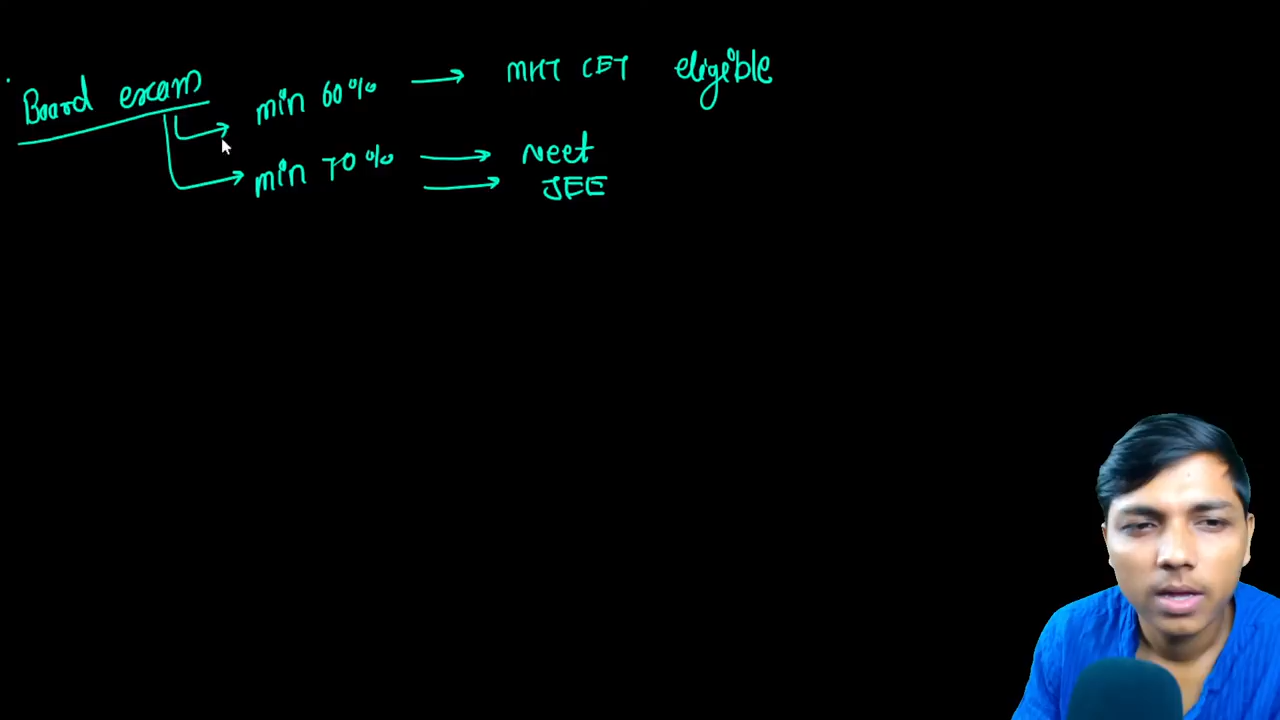 Board exam
min 60% → MHT CET eligible
min 70% → Neet
→ JEE